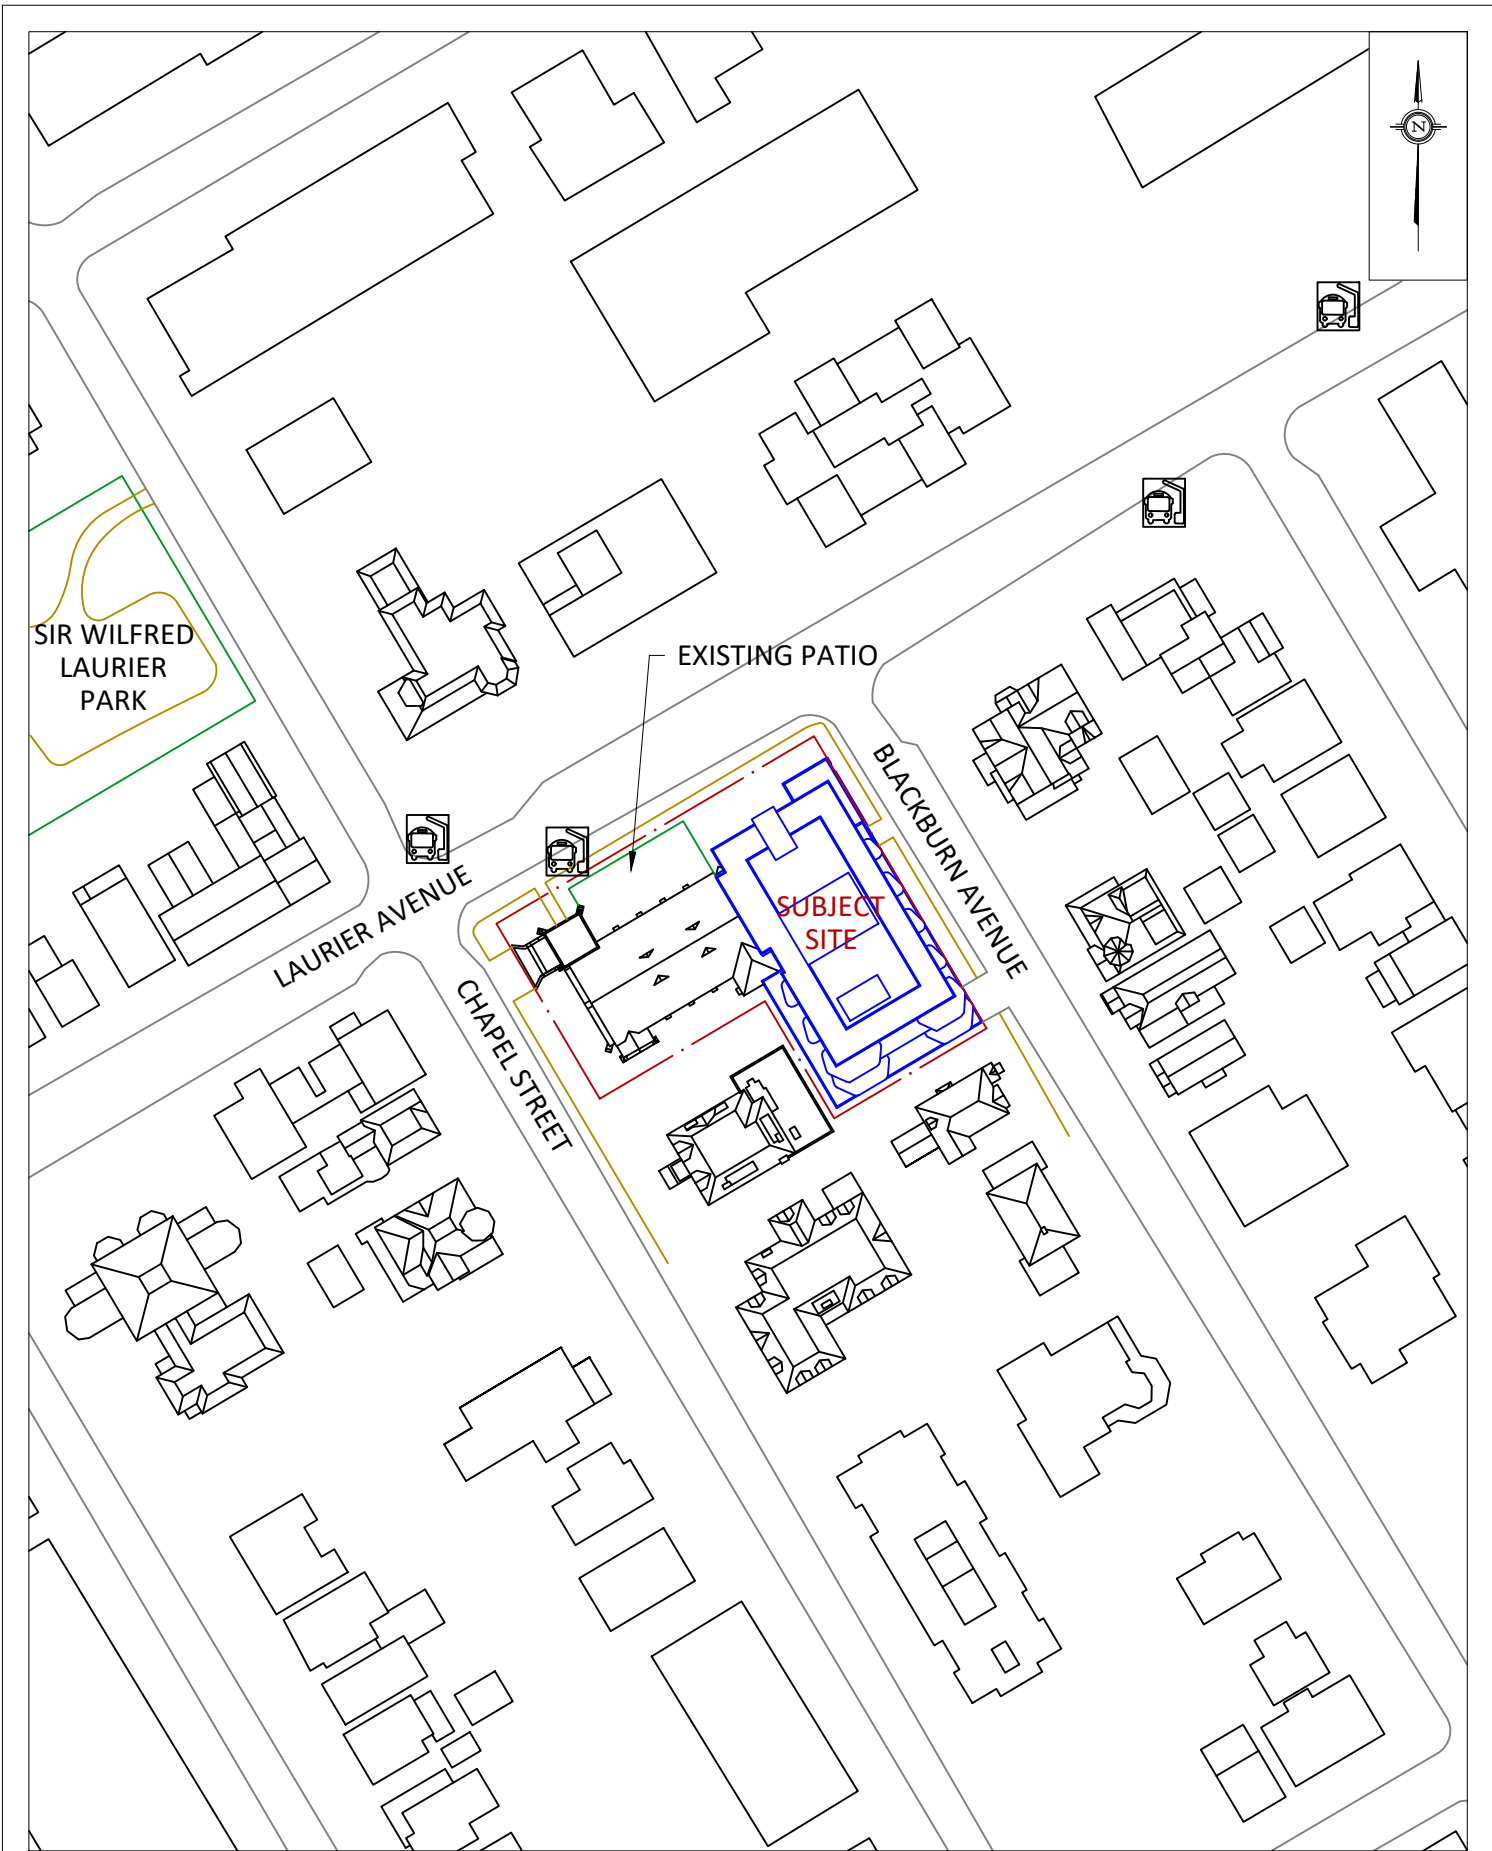 N
SIR WILFRED
LAURIER
PARK
EXISTING PATIO
BLACKBURN AVENUE
LAURIER AVENUE
SUBJECT
SITE
CHAPEL STREET